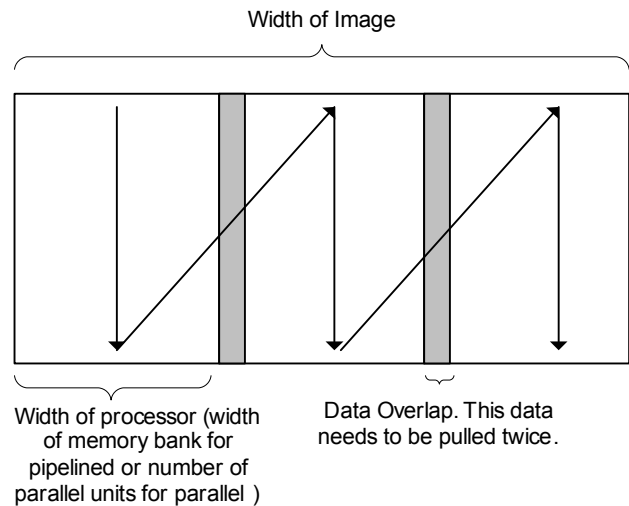 Width of Image
Width of processor (width
of memory bank for
pipelined or number of
parallel units for parallel )
Data Overlap. This data
needs to be pulled twice.